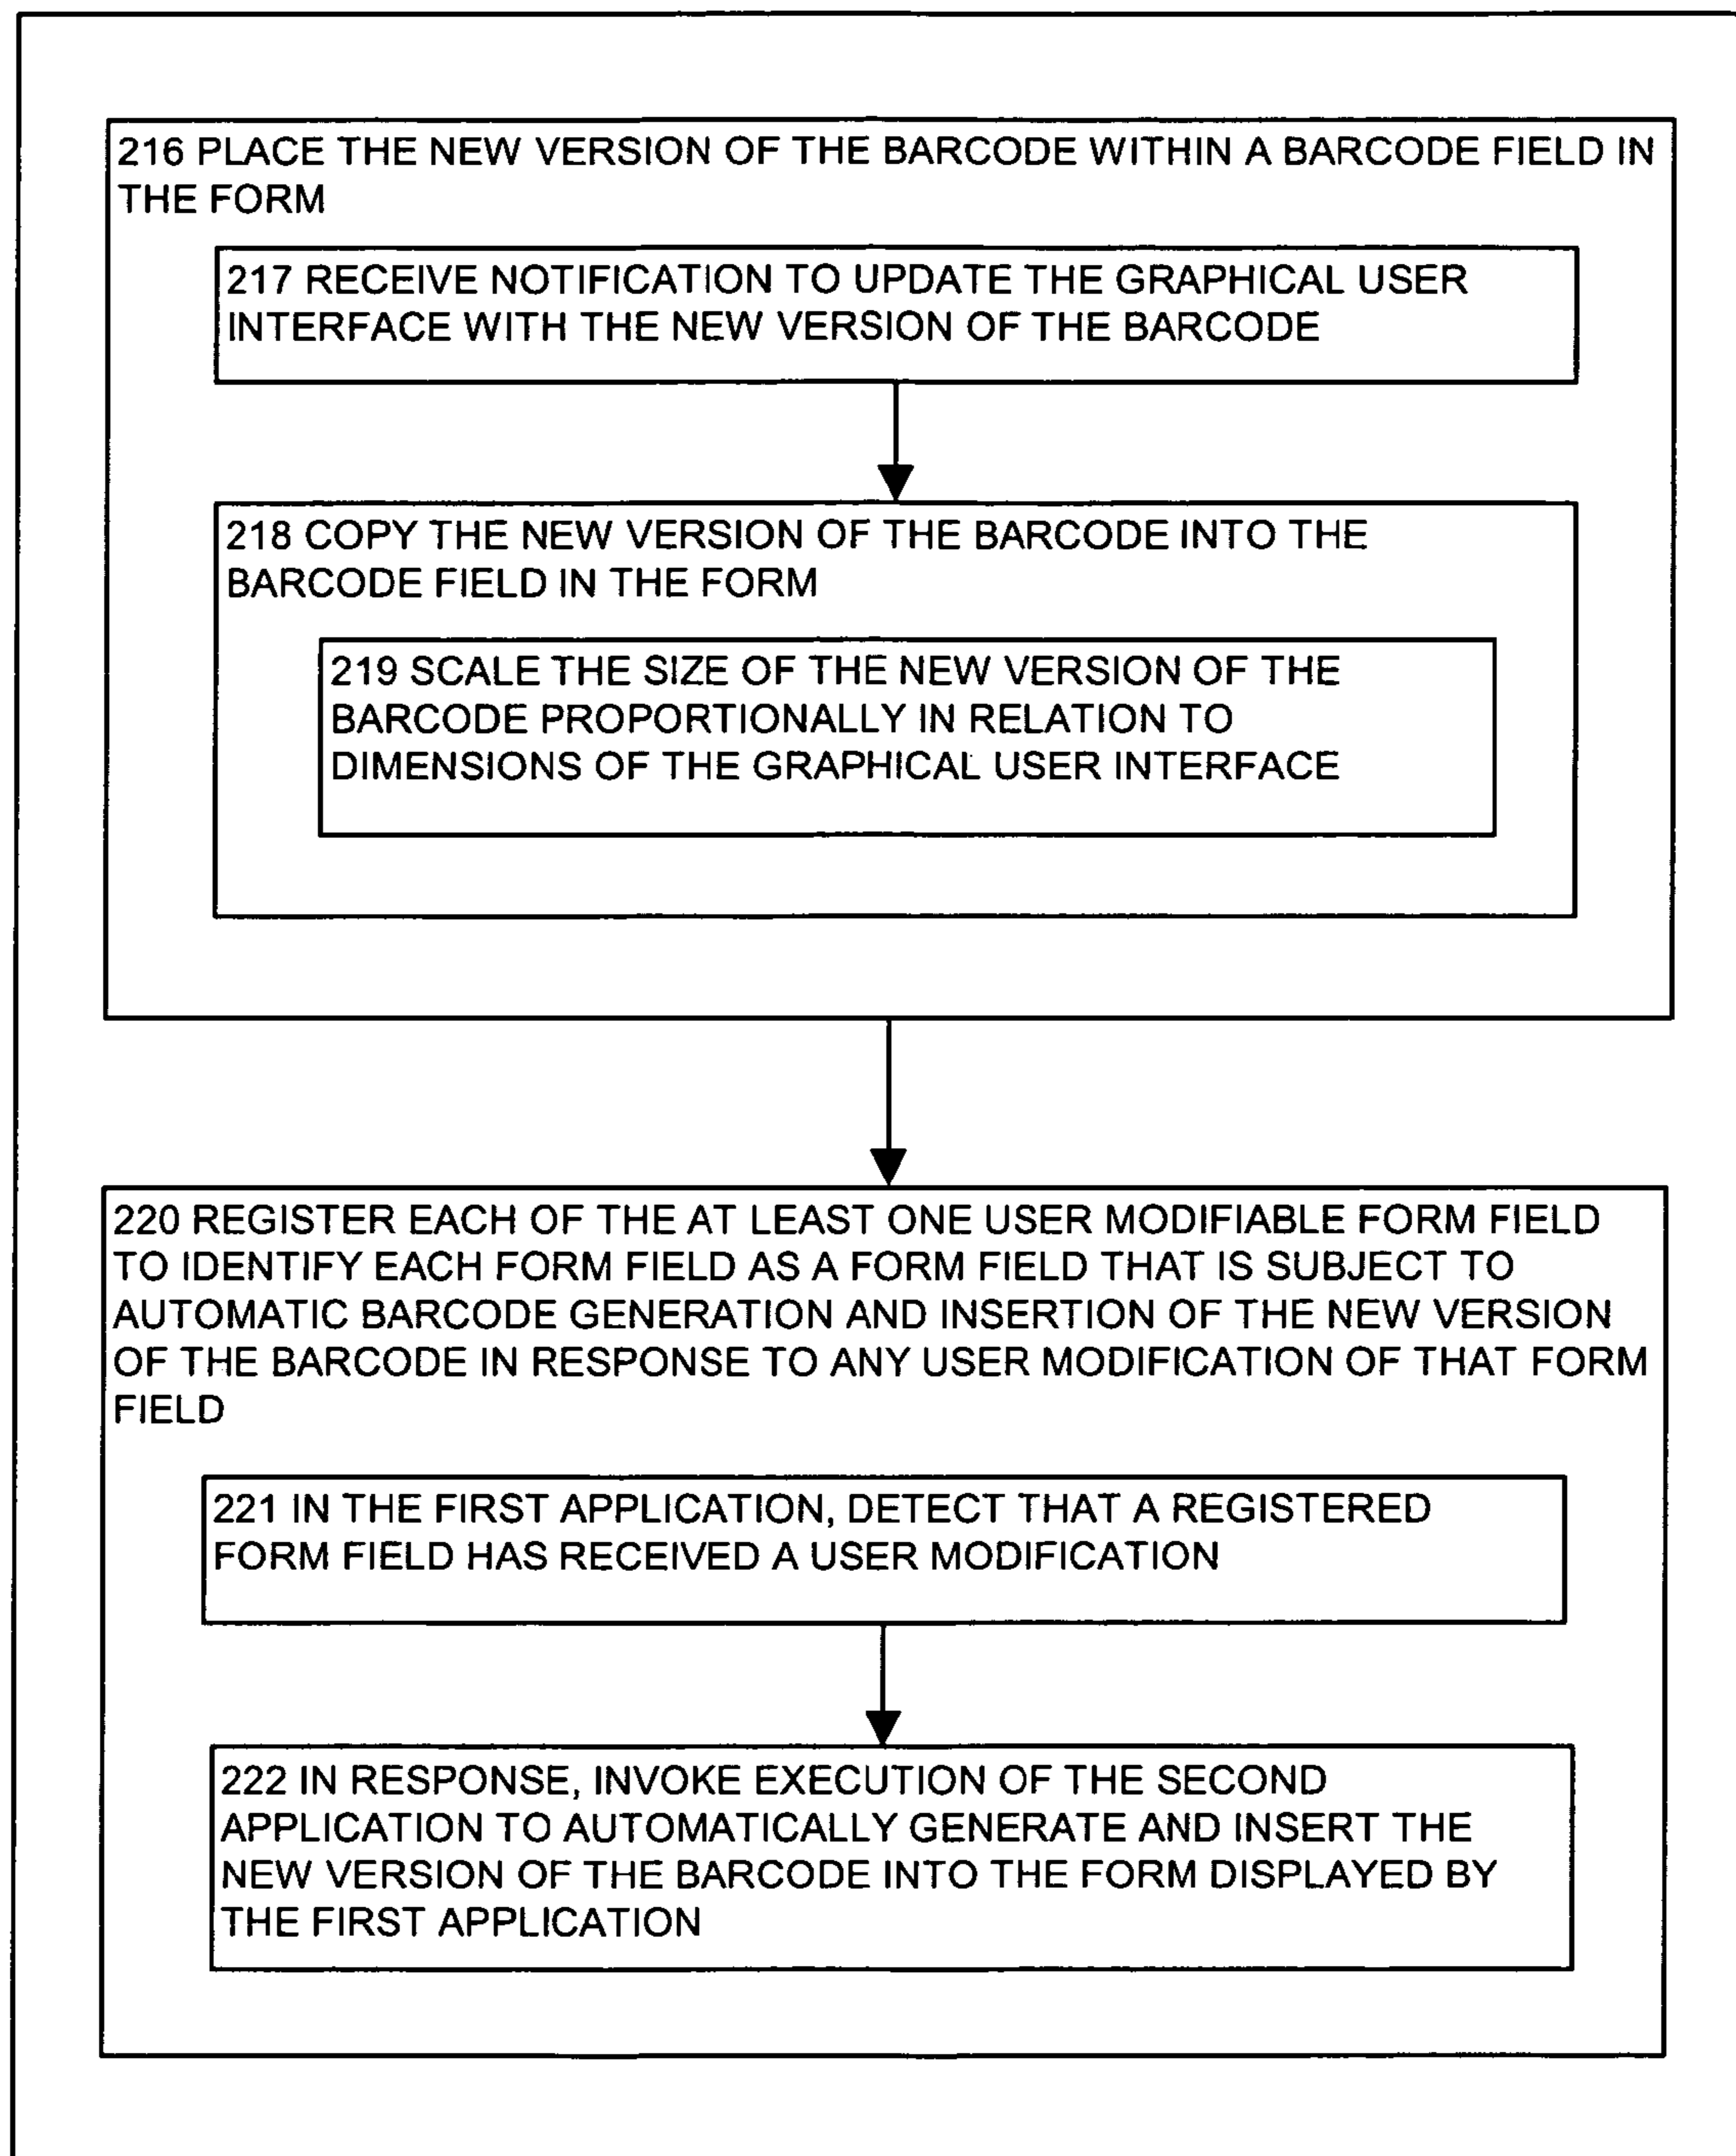 216 PLACE THE NEW VERSION OF THE BARCODE WITHIN A BARCODE FIELD IN
THE FORM
217 RECEIVE NOTIFICATION TO UPDATE THE GRAPHICAL USER
INTERFACE WITH THE NEW VERSION OF THE BARCODE
218 COPY THE NEW VERSION OF THE BARCODE INTO THE
BARCODE FIELD IN THE FORM
219 SCALE THE SIZE OF THE NEW VERSION OF THE
BARCODE PROPORTIONALLY IN RELATION TO
DIMENSIONS OF THE GRAPHICAL USER INTERFACE
220 REGISTER EACH OF THE AT LEAST ONE USER MODIFIABLE FORM FIELD
TO IDENTIFY EACH FORM FIELD AS A FORM FIELD THAT IS SUBJECT TO
AUTOMATIC BARCODE GENERATION AND INSERTION OF THE NEW VERSION
OF THE BARCODE IN RESPONSE TO ANY USER MODIFICATION OF THAT FORM
FIELD
221 IN THE FIRST APPLICATION, DETECT THAT A REGISTERED
FORM FIELD HAS RECEIVED A USER MODIFICATION
222 IN RESPONSE, INVOKE EXECUTION OF THE SECOND
APPLICATION TO AUTOMATICALLY GENERATE AND INSERT THE
NEW VERSION OF THE BARCODE INTO THE FORM DISPLAYED BY
THE FIRST APPLICATION